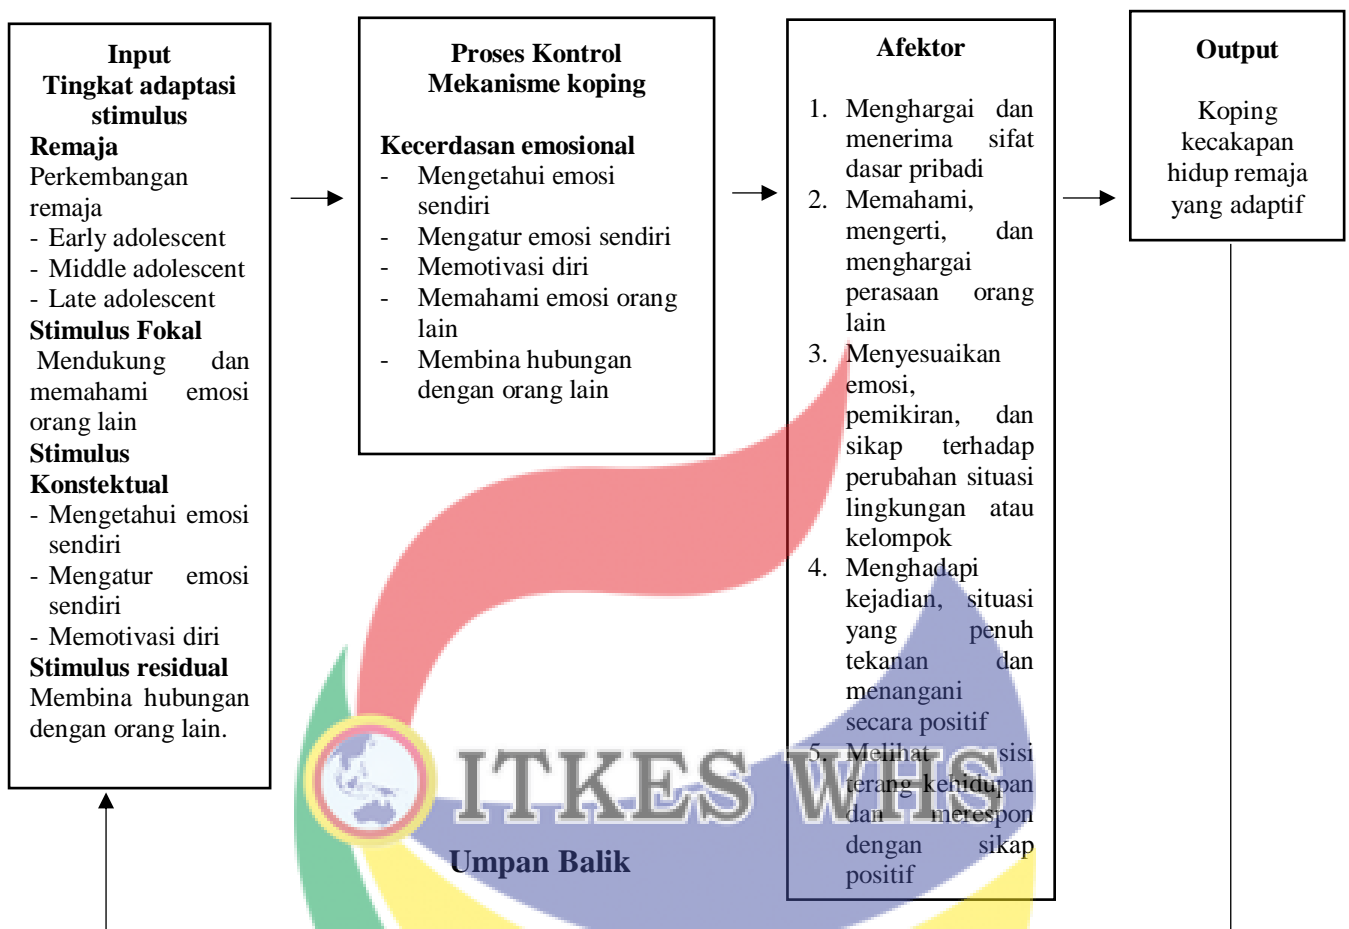 Input
Tingkat adaptasi
stimulus
Remaja
Perkembangan
remaja
- Early adolescent
- Middle adolescent
- Late adolescent
Stimulus Fokal
Mendukung dan
memahami emosi
orang lain
Stimulus
Konstektual
- Mengetahui emosi
sendiri
- Mengatur emosi
sendiri
- Memotivasi diri
Stimulus residual
Membina hubungan
dengan orang lain.
Proses Kontrol
Mekanisme koping
Kecerdasan emosional
- Mengetahui emosi
sendiri
- Mengatur emosi sendiri
- Memotivasi diri
- Memahami emosi orang
lain
- Membina hubungan
dengan orang lain
Afektor
1. Menghargai dan
menerima sifat
dasar pribadi
2. Memahami,
mengerti, dan
menghargai
perasaan orang
lain
3. Menyesuaikan
emosi,
pemikiran, dan
sikap terhadap
perubahan situasi
lingkungan atau
kelompok
4. Menghadapi
kejadian, situasi
yang penuh
tekanan dan
menangani
secara positif
5. Melihat sisi
terang kehidupan
dan merespon
dengan sikap
positif
Output
Koping
kecakapan
hidup remaja
yang adaptif
ITKES WHS
Umpan Balik